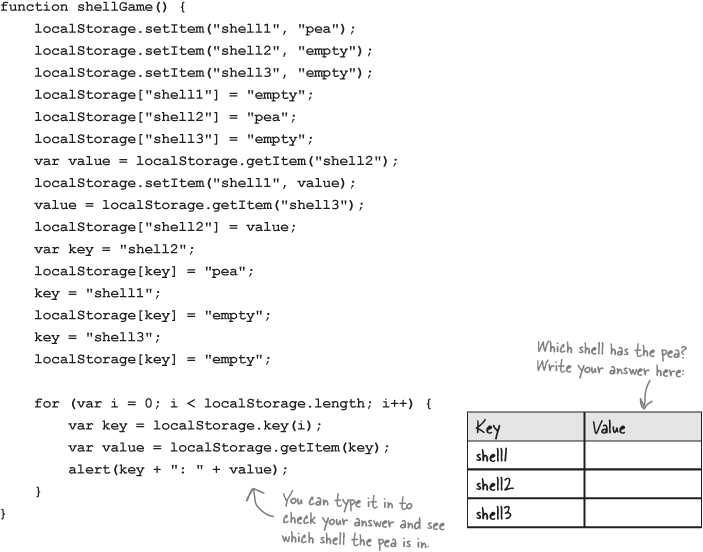 function shellGame() {
localStorage.setItem("shell1", "pea");
localStorage.setItem("shell2", "empty");
localStorage.setItem("shell3", "empty");
localStorage["shell1"] = "empty";
localStorage["shell2"] = "pea";
localStorage["shell3"] = "empty";
var value = localStorage.getItem("shell2");
localStorage.setItem("shell1", value);
value = localStorage.getItem("shell3");
localStorage["shell2"] = value;
var key = "shell2";
localStorage[key] = "pea";
key = "shell1";
localStorage[key] = "empty";
key = "shell3";
localStorage[key] = "empty";
for (var i = 0; i < localStorage.length; i++) {
var key = localStorage.key(i);
var value = localStorage.getItem(key);
alert(key + ": " + value);
}
}
You can type it in to
check your answer and see
which shell the pea is in.
Which shell has the pea?
Write your answer here:
Key Value
shell1
shell2
shell3